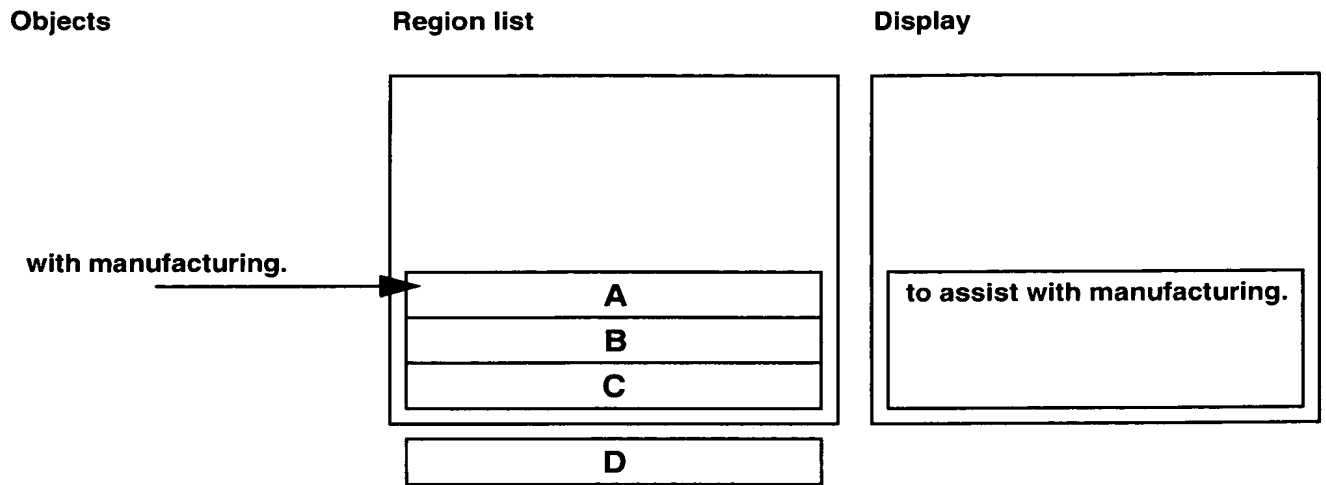 Objects Region list Display
with manufacturing.
A to assist with manufacturing.
B
C
D